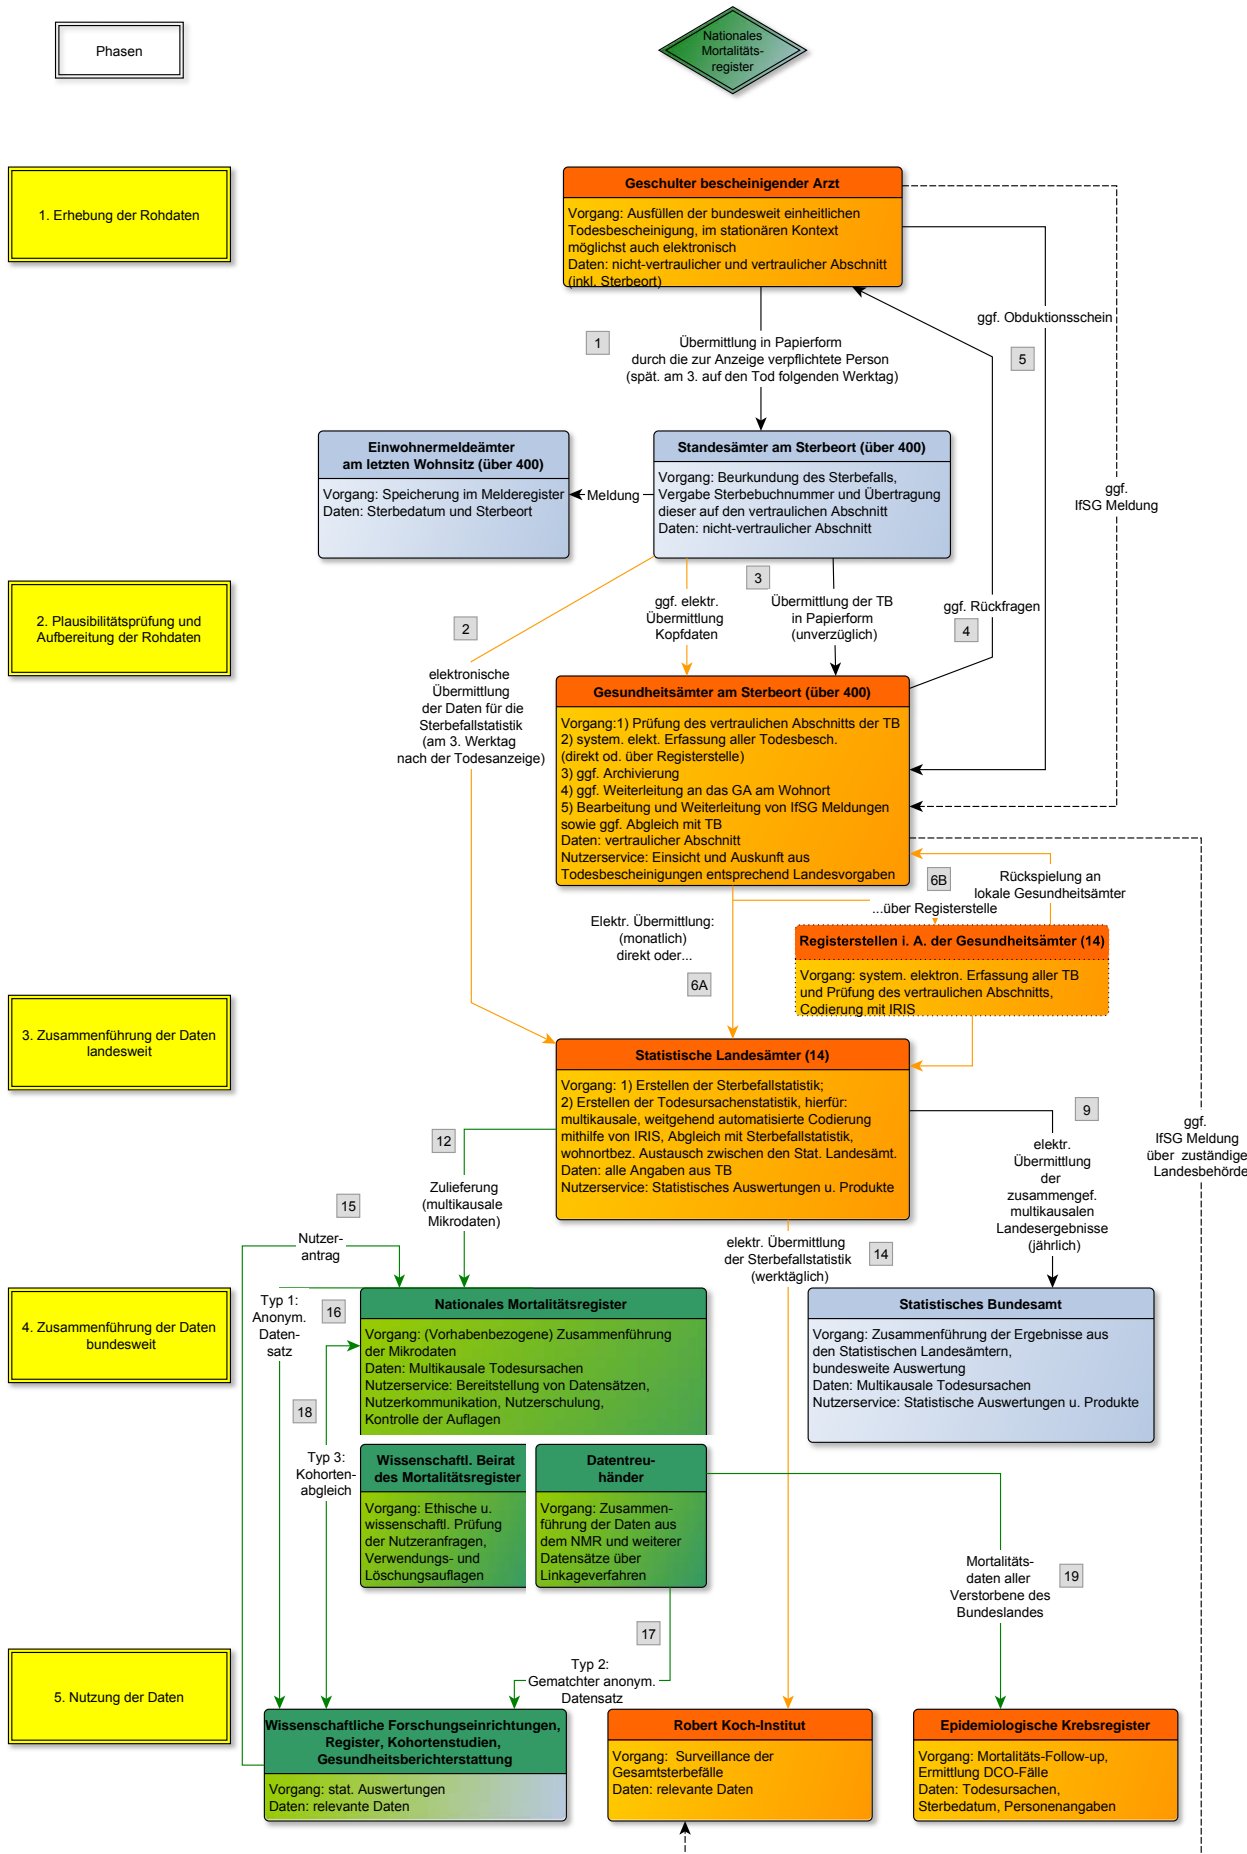 Phasen
Nationales
Mortalitäts-
register
1. Erhebung der Rohdaten
Geschulter bescheinigender Arzt
Vorgang: Ausfüllen der bundesweit einheitlichen
Todesbescheinigung, im stationären Kontext
möglichst auch elektronisch
Daten: nicht-vertraulicher und vertraulicher Abschnitt
(inkl. Sterbeort)
1
Übermittlung in Papierform
durch die zur Anzeige verpflichtete Person
(spät. am 3. auf den Tod folgenden Werktag)
ggf. Obduktionsschein
5
ggf.
IfSG Meldung
Einwohnermeldeämter
am letzten Wohnsitz (über 400)
Vorgang: Speicherung im Melderegister
Daten: Sterbedatum und Sterbeort
Meldung
Standesämter am Sterbeort (über 400)
Vorgang: Beurkundung des Sterbefalls,
Vergabe Sterbebuchnummer und Übertragung
dieser auf den vertraulichen Abschnitt
Daten: nicht-vertraulicher Abschnitt
2. Plausibilitätsprüfung und
Aufbereitung der Rohdaten
2
elektronische
Übermittlung
der Daten für die
Sterbefallstatistik
(am 3. Werktag
nach der Todesanzeige)
ggf. elektr.
Übermittlung
Kopfdaten
3
Übermittlung der TB
in Papierform
(unverzüglich)
ggf. Rückfragen
4
Gesundheitsämter am Sterbeort (über 400)
Vorgang:1) Prüfung des vertraulichen Abschnitts der TB
2) system. elekt. Erfassung aller Todesbesch.
(direkt od. über Registerstelle)
3) ggf. Archivierung
4) ggf. Weiterleitung an das GA am Wohnort
5) Bearbeitung und Weiterleitung von IfSG Meldungen
sowie ggf. Abgleich mit TB
Daten: vertraulicher Abschnitt
Nutzerservice: Einsicht und Auskunft aus
Todesbescheinigungen entsprechend Landesvorgaben
6B
Rückspielung an
lokale Gesundheitsämter
...über Registerstelle
Elektr. Übermittlung:
(monatlich)
direkt oder...
6A
Registerstellen i. A. der Gesundheitsämter (14)
Vorgang: system. elektron. Erfassung aller TB
und Prüfung des vertraulichen Abschnitts,
Codierung mit IRIS
3. Zusammenführung der Daten
landesweit
Statistische Landesämter (14)
Vorgang: 1) Erstellen der Sterbefallstatistik;
2) Erstellen der Todesursachenstatistik, hierfür:
multikausale, weitgehend automatisierte Codierung
mithilfe von IRIS, Abgleich mit Sterbefallstatistik,
wohnortbez. Austausch zwischen den Stat. Landesämt.
Daten: alle Angaben aus TB
Nutzerservice: Statistisches Auswertungen u. Produkte
12
Zulieferung
(multikausale
Mikrodaten)
9
elektr.
Übermittlung
der
zusammengef.
multikausalen
Landesergebnisse
(jährlich)
ggf.
IfSG Meldung
über zuständige
Landesbehörde
15
Nutzer-
antrag
elektr. Übermittlung
der Sterbefallstatistik
(werktäglich)
14
4. Zusammenführung der Daten
bundesweit
Typ 1:
Anonym.
Daten-
satz
16
Nationales Mortalitätsregister
Vorgang: (Vorhabenbezogene) Zusammenführung
der Mikrodaten
Daten: Multikausale Todesursachen
Nutzerservice: Bereitstellung von Datensätzen,
Nutzerkommunikation, Nutzerschulung,
Kontrolle der Auflagen
Statistisches Bundesamt
Vorgang: Zusammenführung der Ergebnisse aus
den Statistischen Landesämtern,
bundesweite Auswertung
Daten: Multikausale Todesursachen
Nutzerservice: Statistische Auswertungen u. Produkte
18
Typ 3:
Kohorten-
abgleich
Wissenschaftl. Beirat
des Mortalitätsregister
Vorgang: Ethische u.
wissenschaftl. Prüfung
der Nutzeranfragen,
Verwendungs- und
Löschungsauflagen
Datentreu-
händer
Vorgang: Zusammen-
führung der Daten aus
dem NMR und weiterer
Datensätze über
Linkageverfahren
Mortalitäts-
daten aller
Verstorbene des
Bundeslandes
19
17
Typ 2:
Gematchter anonym.
Datensatz
5. Nutzung der Daten
Wissenschaftliche Forschungseinrichtungen,
Register, Kohortenstudien,
Gesundheitsberichterstattung
Vorgang: stat. Auswertungen
Daten: relevante Daten
Robert Koch-Institut
Vorgang: Surveillance der
Gesamtsterbefälle
Daten: relevante Daten
Epidemiologische Krebsregister
Vorgang: Mortalitäts-Follow-up,
Ermittlung DCO-Fälle
Daten: Todesursachen,
Sterbedatum, Personenangaben